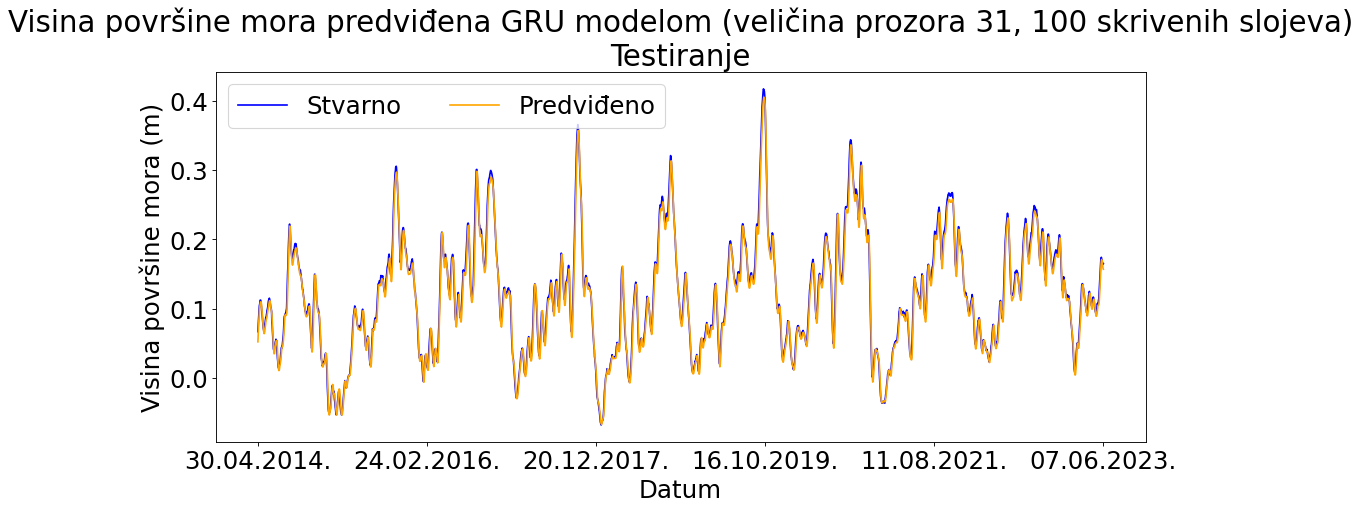 Visina površine mora predviđena GRU modelom (veličina prozora 31, 100 skrivenih slojeva)
Testiranje
Stvarno
Predviđeno
Visina površine mora (m)
0.4
0.3
0.2
0.1
0.0
30.04.2014.
24.02.2016.
20.12.2017.
16.10.2019.
11.08.2021.
07.06.2023.
Datum